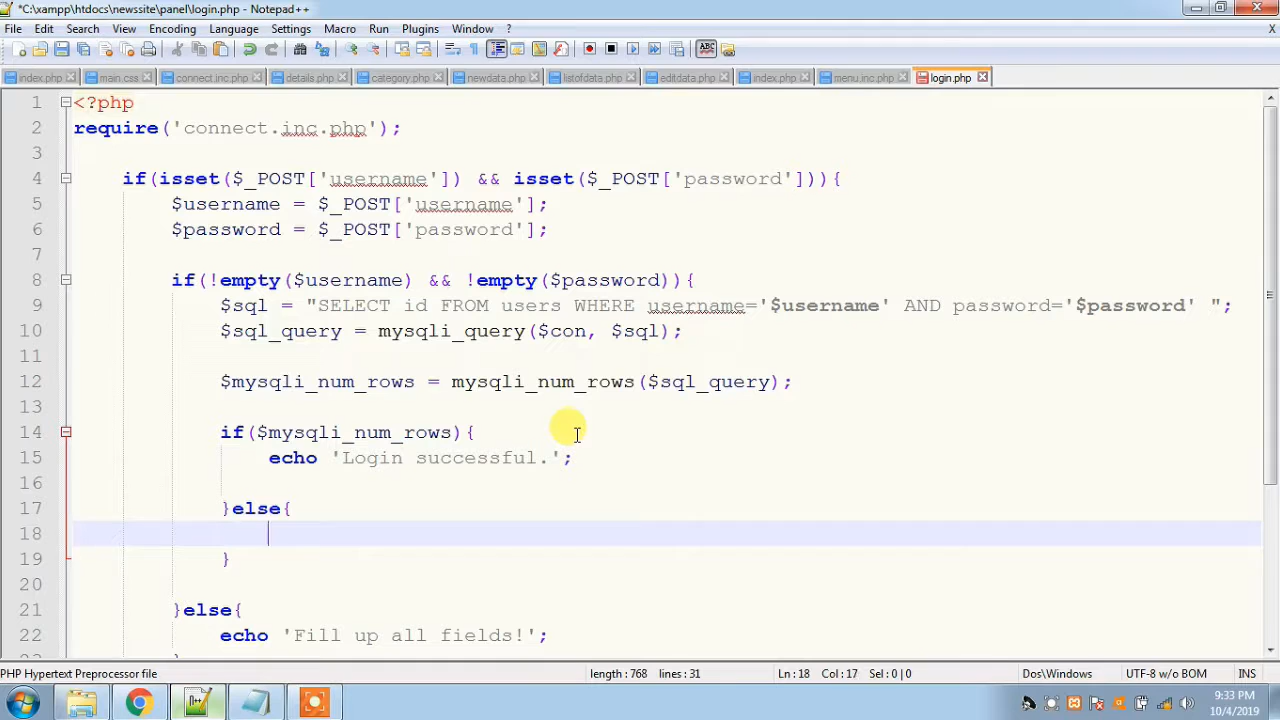 *C:\xampp\htdocs\newssite\panel\login.php - Notepad++
File Edit Search View Encoding Language Settings Macro Run Plugins Window ? X
index.php main.css connect.inc.php details.php category.php newdata.php listofdata.php editdata.php index.php menu.inc.php login.php
1 <?php
2 require('connect.inc.php');
3
4 if(isset($_POST['username']) && isset($_POST['password'])){
5 $username = $_POST['username'];
6 $password = $_POST['password'];
7
8 if(!empty($username) && !empty($password)){
9 $sql = "SELECT id FROM users WHERE username='$username' AND password='$password' ";
10 $sql_query = mysqli_query($con, $sql);
11
12 $mysqli_num_rows = mysqli_num_rows($sql_query);
13
14 if($mysqli_num_rows){
15 echo 'Login successful.';
16
17 }else{
18
19 }
20
21 }else{
22 echo 'Fill up all fields!';
PHP Hypertext Preprocessor file length : 768 lines : 31 Ln : 18 Col : 17 Sel : 0 | 0 Dos\Windows UTF-8 w/o BOM INS
9:33 PM
10/4/2019